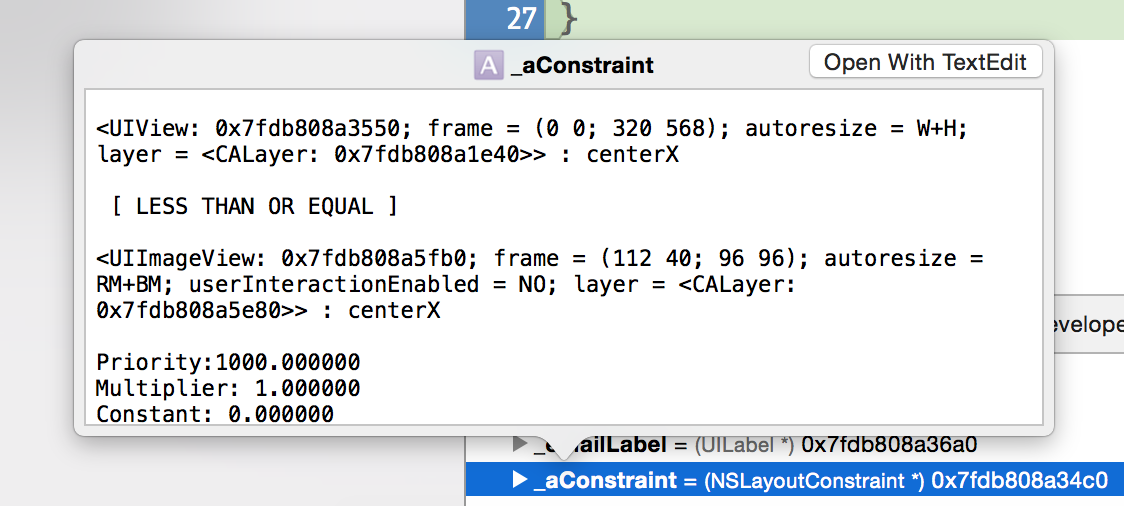 27 }
A _aConstraint
Open With TextEdit
<UIView: 0x7fdb808a3550; frame = (0 0; 320 568); autoresize = W+H;
layer = <CALayer: 0x7fdb808a1e40>> : centerX
[ LESS THAN OR EQUAL ]
<UIImageView: 0x7fdb808a5fb0; frame = (112 40; 96 96); autoresize =
RM+BM; userInteractionEnabled = NO; layer = <CALayer:
0x7fdb808a5e80>> : centerX
Priority:1000.000000
Multiplier: 1.000000
Constant: 0.000000
evelope
ailLabel = (UILabel *) 0x7fdb808a36a0
_aConstraint = (NSLayoutConstraint *) 0x7fdb808a34c0